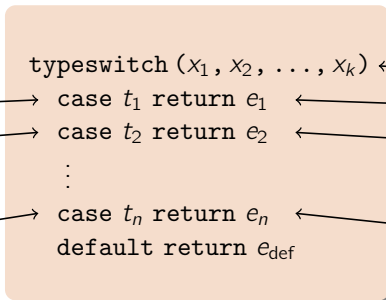 typeswitch (x₁, x₂, ..., xₖ)
case t₁ return e₁
case t₂ return e₂
⋮
case tₙ return eₙ
default return e_def